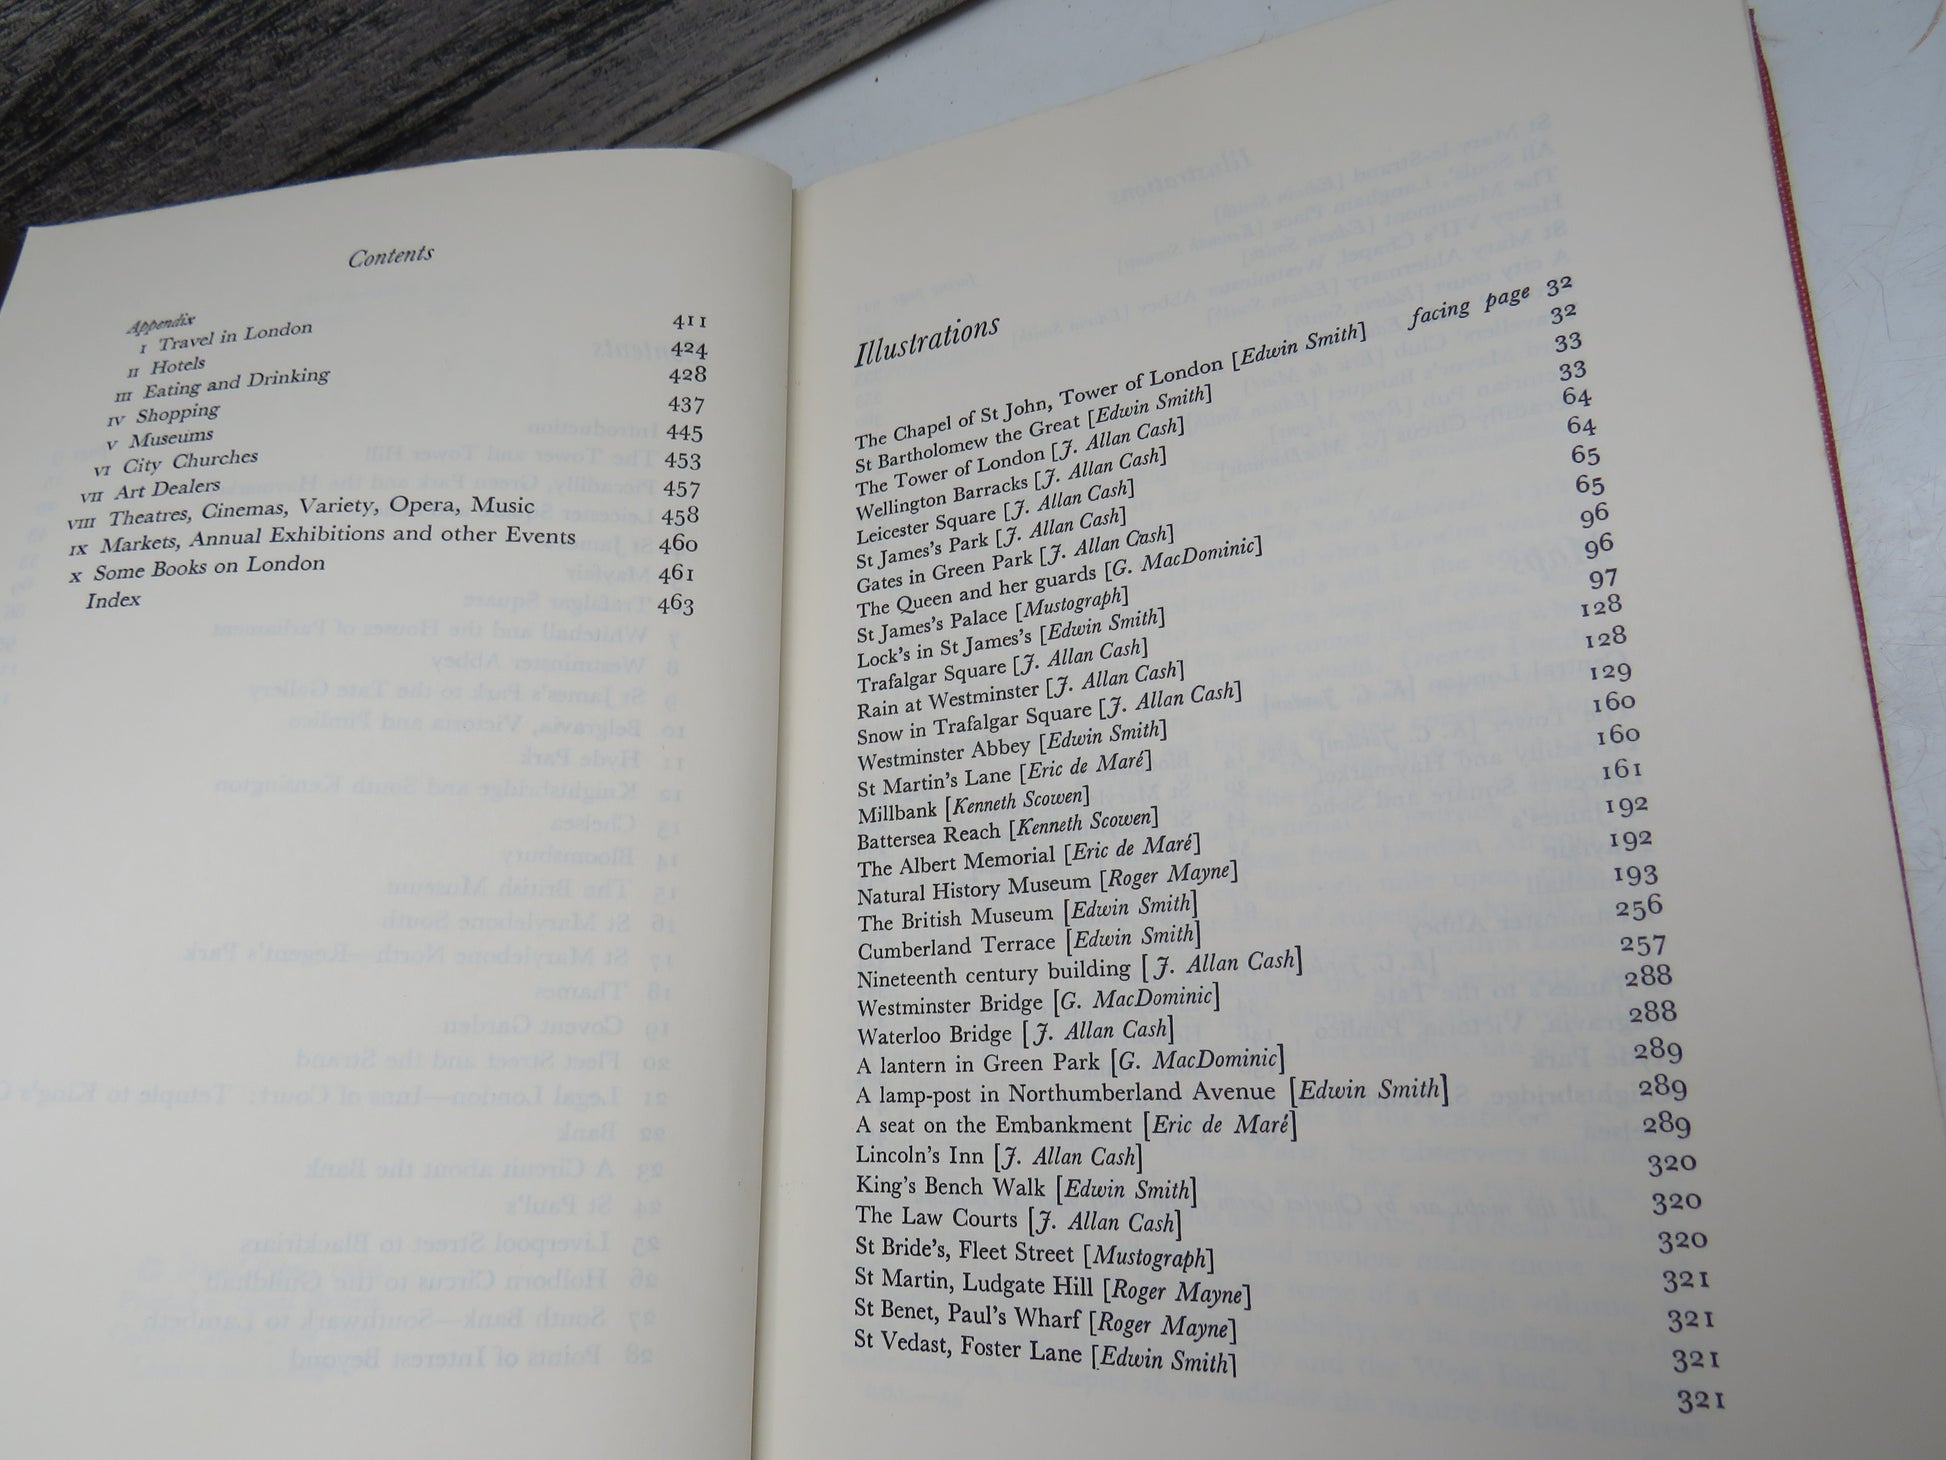 Contents
Appendix
I Travel in London 411
II Hotels 424
III Eating and Drinking 428
IV Shopping 437
V Museums 445
VI City Churches 453
VII Art Dealers 457
VIII Theatres, Cinemas, Variety, Opera, Music 458
IX Markets, Annual Exhibitions and other Events 460
X Some Books on London 461
Index 463
Illustrations
The Chapel of St John, Tower of London [Edwin Smith] facing page 32
St Bartholomew the Great [Edwin Smith] 32
The Tower of London [J. Allan Cash] 33
Wellington Barracks [J. Allan Cash] 33
Leicester Square [J. Allan Cash] 64
St James's Park [J. Allan Cash] 64
Gates in Green Park [J. Allan Cash] 65
The Queen and her guards [G. MacDominic] 65
St James's Palace [Mustograph] 96
Lock's in St James's [Edwin Smith] 96
Trafalgar Square [J. Allan Cash] 97
Rain at Westminster [J. Allan Cash] 128
Snow in Trafalgar Square [J. Allan Cash] 128
Westminster Abbey [Edwin Smith] 129
St Martin's Lane [Eric de Maré] 160
Millbank [Kenneth Scowen] 160
Battersea Reach [Kenneth Scowen] 161
The Albert Memorial [Eric de Maré] 192
Natural History Museum [Roger Mayne] 192
The British Museum [Edwin Smith] 193
Cumberland Terrace [Edwin Smith] 256
Nineteenth century building [J. Allan Cash] 257
Westminster Bridge [G. MacDominic] 288
Waterloo Bridge [J. Allan Cash] 288
A lantern in Green Park [G. MacDominic] 289
A lamp-post in Northumberland Avenue [Edwin Smith] 289
A seat on the Embankment [Eric de Maré] 289
Lincoln's Inn [J. Allan Cash] 320
King's Bench Walk [Edwin Smith] 320
The Law Courts [J. Allan Cash] 320
St Bride's, Fleet Street [Mustograph] 321
St Martin, Ludgate Hill [Roger Mayne] 321
St Benet, Paul's Wharf [Roger Mayne] 321
St Vedast, Foster Lane [Edwin Smith] 321